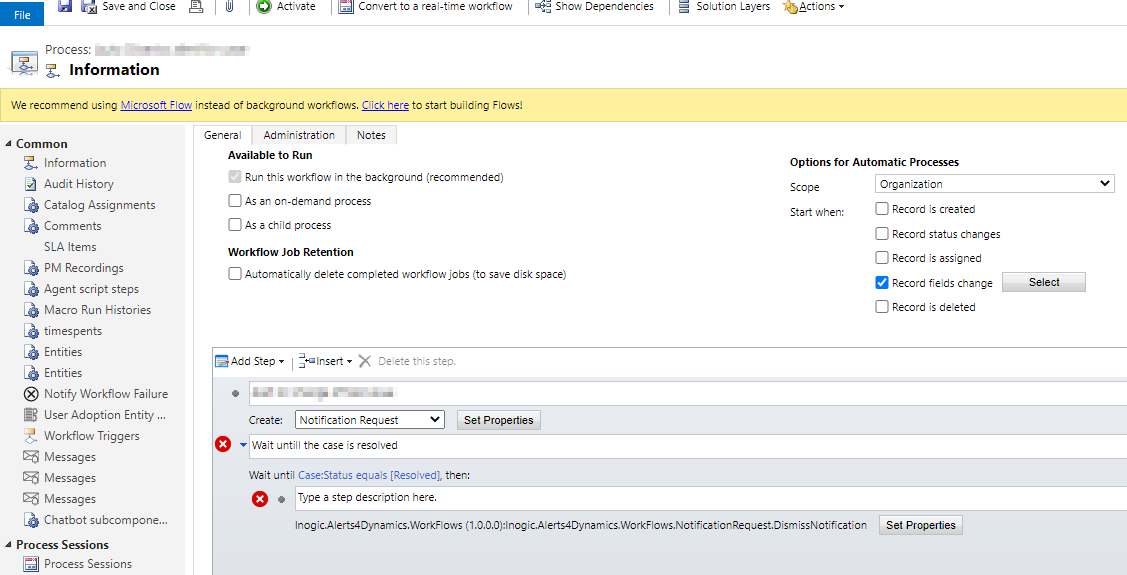 File
Save and Close
Activate
Convert to a real-time workflow
Show Dependencies
Solution Layers
Actions
Process:
Information
We recommend using Microsoft Flow instead of background workflows. Click here to start building Flows!
Common
Information
Audit History
Catalog Assignments
Comments
SLA Items
PM Recordings
Agent script steps
Macro Run Histories
timespents
Entities
Entities
Notify Workflow Failure
User Adoption Entity ...
Workflow Triggers
Messages
Messages
Messages
Chatbot subcompone...
Process Sessions
Process Sessions
General
Administration
Notes
Available to Run
Run this workflow in the background (recommended)
As an on-demand process
As a child process
Workflow Job Retention
Automatically delete completed workflow jobs (to save disk space)
Options for Automatic Processes
Scope
Organization
Start when:
Record is created
Record status changes
Record is assigned
Record fields change
Select
Record is deleted
Add Step
Insert
Delete this step.
Create:
Notification Request
Set Properties
Wait untill the case is resolved
Wait until Case:Status equals [Resolved], then:
Type a step description here.
Inogic.Alerts4Dynamics.WorkFlows (1.0.0.0):Inogic.Alerts4Dynamics.WorkFlows.NotificationRequest.DismissNotification
Set Properties